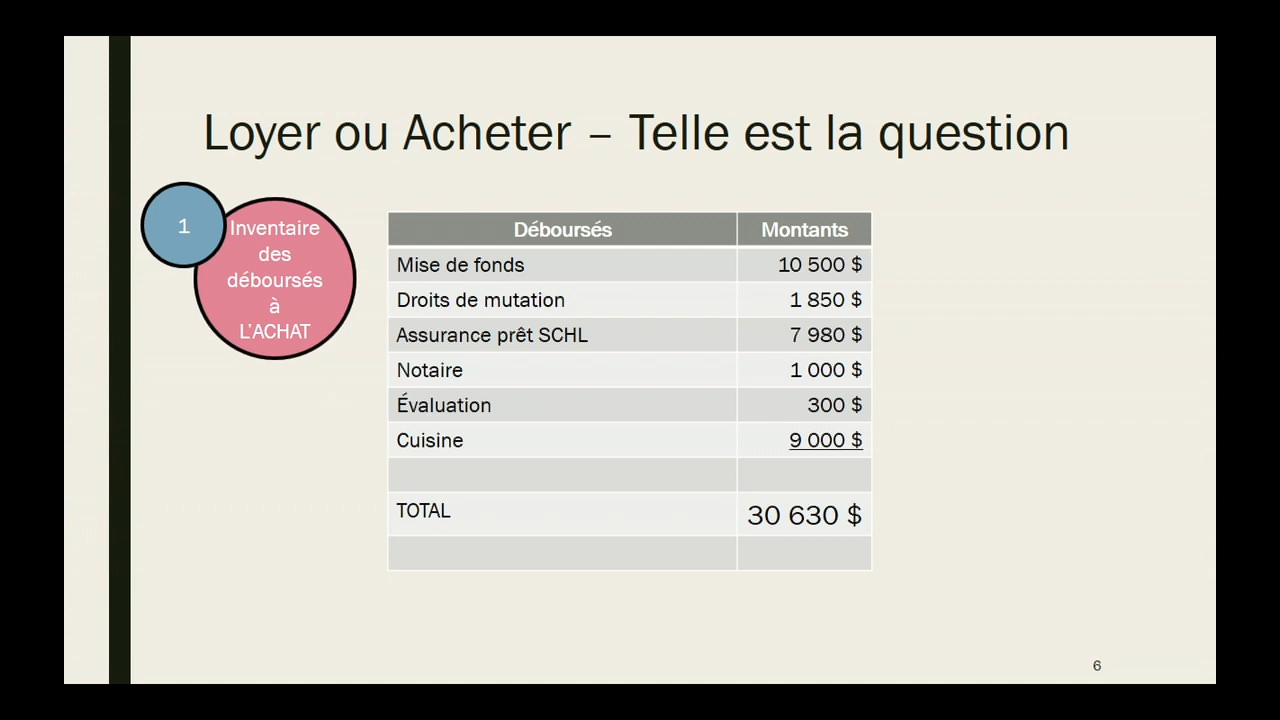 Loyer ou Acheter – Telle est la question
1
Inventaire
des
déboursés
à
L'ACHAT
Déboursés Montants
Mise de fonds 10 500 $
Droits de mutation 1 850 $
Assurance prêt SCHL 7 980 $
Notaire 1 000 $
Évaluation 300 $
Cuisine 9 000 $
TOTAL 30 630 $
6